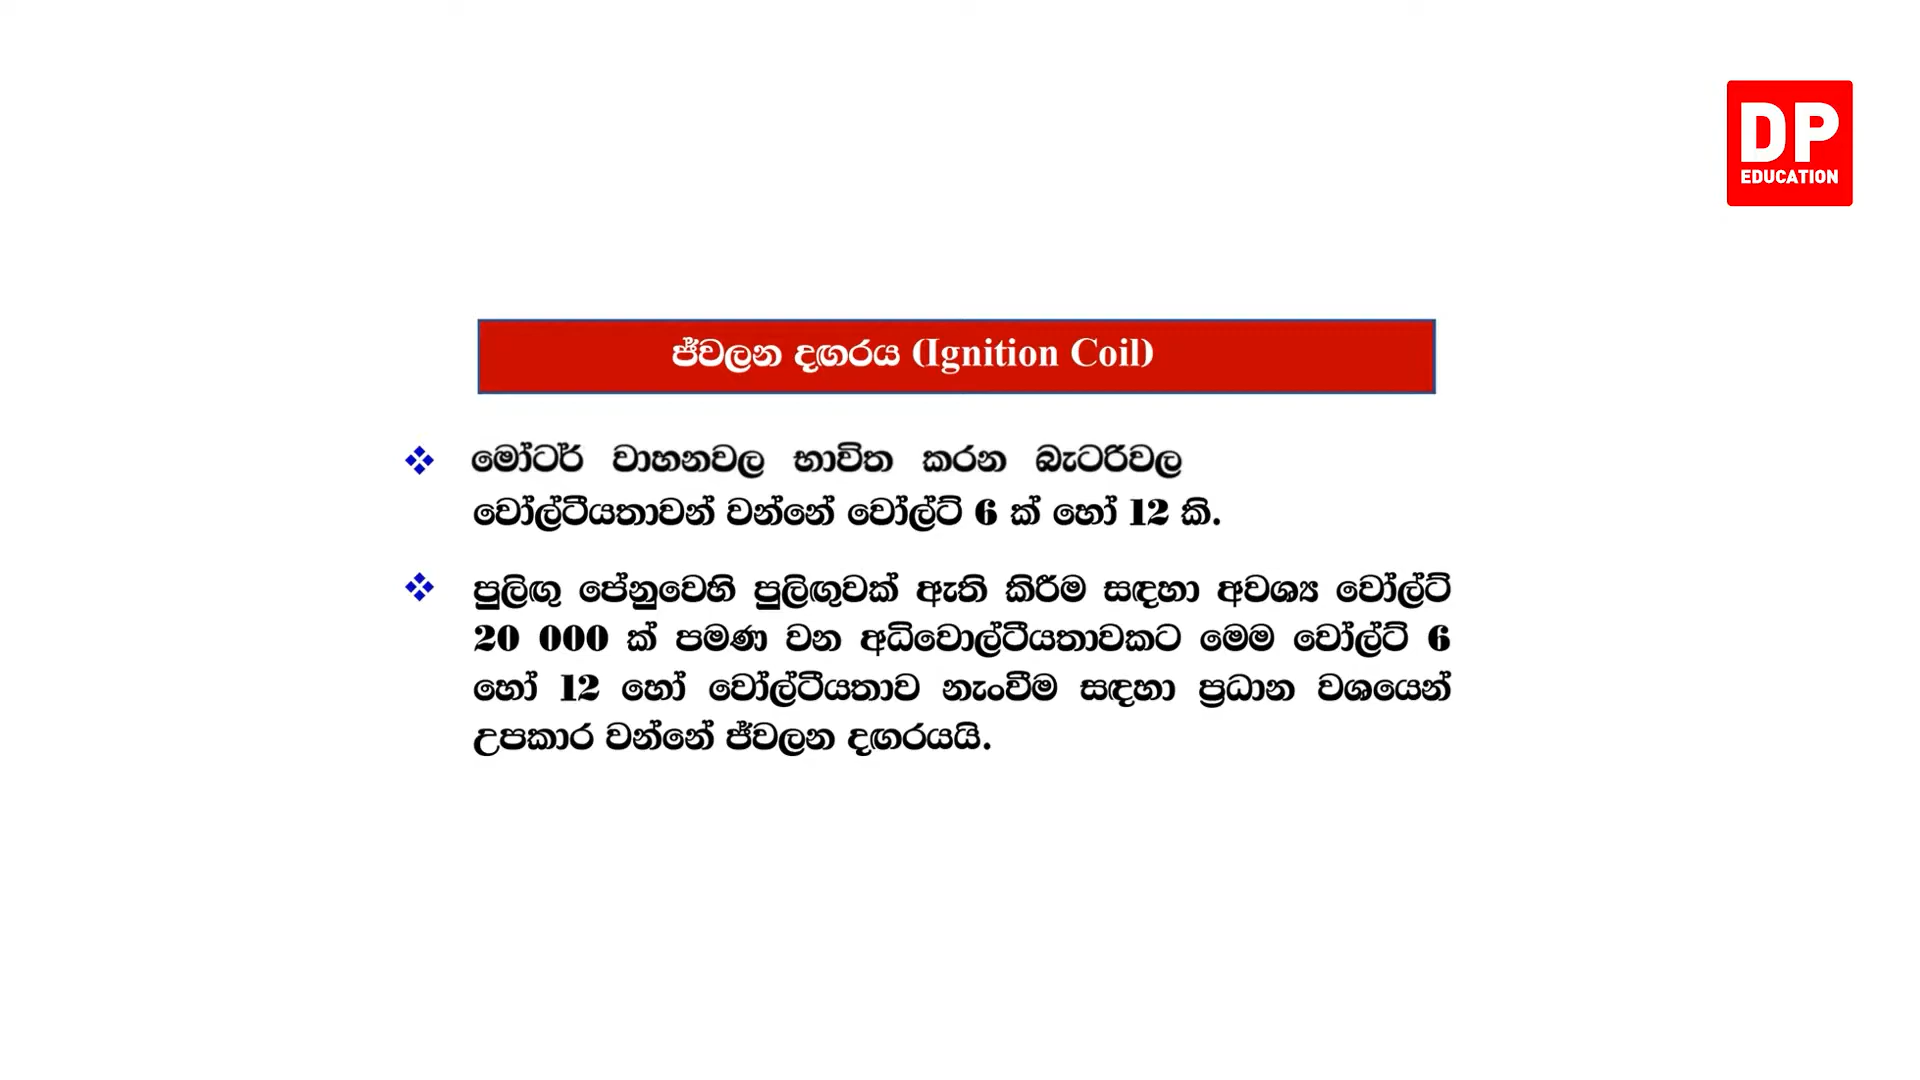 DP
EDUCATION
ජ්වලන දඟරය (Ignition Coil)
❖ මෝටර් වාහනවල භාවිත කරන බැටරිවල
වෝල්ටීයතාවන් වන්නේ වෝල්ට් 6 ක් හෝ 12 කි.
❖ පුලිඟු පේනුවෙහි පුලිඟුවක් ඇති කිරීම සඳහා අවශ්‍ය වෝල්ට්
20 000 ක් පමණ වන අධිවොල්ටීයතාවකට මෙම වෝල්ට් 6
හෝ 12 හෝ වෝල්ටීයතාව නැංවීම සඳහා ප්‍රධාන වශයෙන්
උපකාර වන්නේ ජ්වලන දඟරයයි.